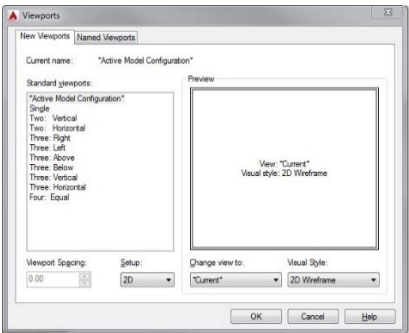 Viewports
New Viewports Named Viewports
Current name: "Active Model Configuration"
Standard viewports:
"Active Model Configuration"
Single
Two: Vertical
Two: Horizontal
Three: Right
Three: Left
Three: Above
Three: Below
Three: Vertical
Three: Horizontal
Four: Equal
Preview
View: "Current"
Visual style: 2D Wireframe
Viewport Spacing:
0.00
Setup:
2D
Change view to:
"Current"
Visual Style:
2D Wireframe
OK Cancel Help